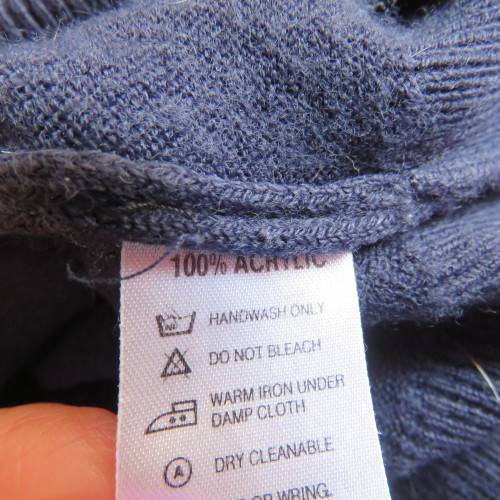 100% ACRYLIC
HANDWASH ONLY
DO NOT BLEACH
WARM IRON UNDER
DAMP CLOTH
A
DRY CLEANABLE
OR WRING.